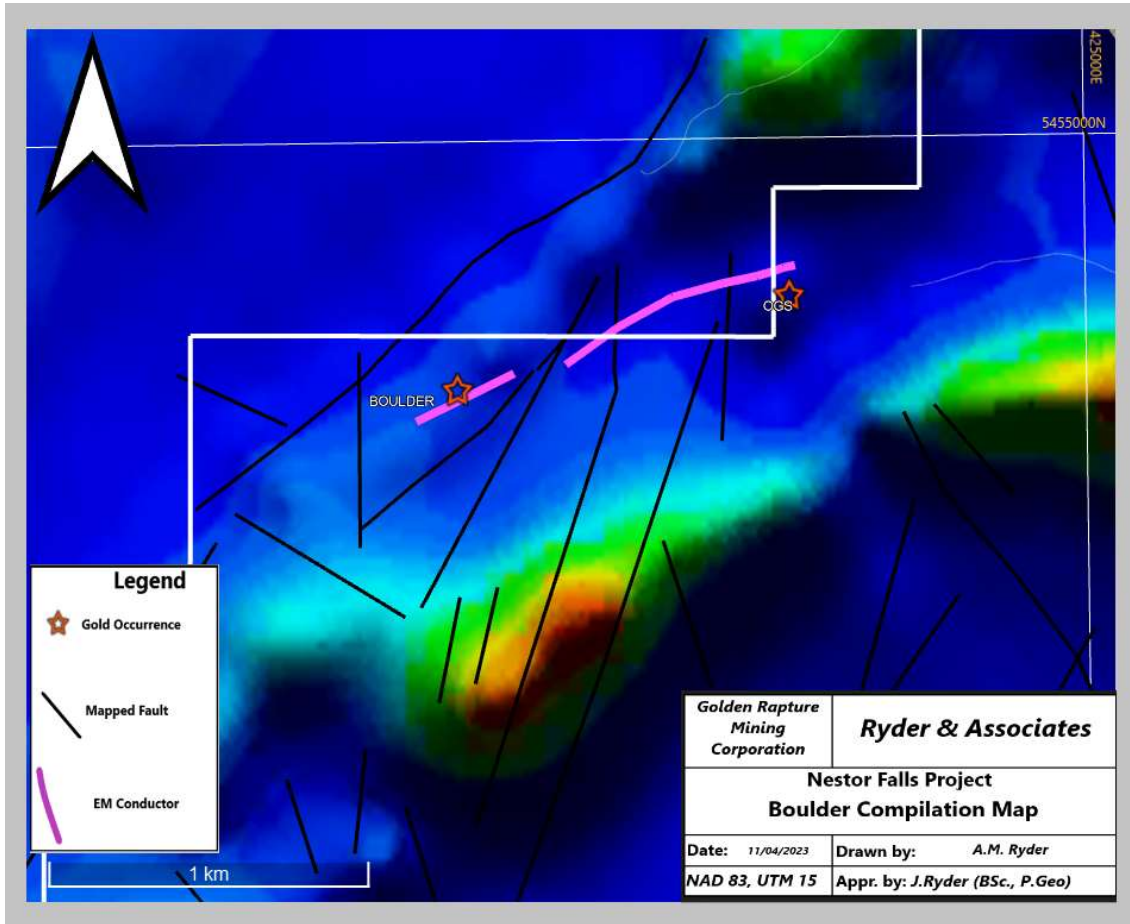 425000E
5455000N
OGS
BOULDER
Legend
Gold Occurrence
Mapped Fault
EM Conductor
1 km
Golden Rapture
Mining
Corporation
Ryder & Associates
Nestor Falls Project
Boulder Compilation Map
Date: 11/04/2023
Drawn by: A.M. Ryder
NAD 83, UTM 15
Appr. by: J.Ryder (BSc., P.Geo)